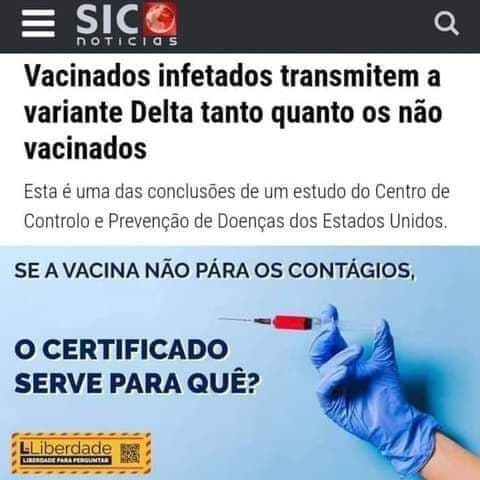 SIC
NOTÍCIAS
Vacinados infetados transmitem a
variante Delta tanto quanto os não
vacinados
Esta é uma das conclusões de um estudo do Centro de
Controlo e Prevenção de Doenças dos Estados Unidos.
SE A VACINA NÃO PÁRA OS CONTÁGIOS,
O CERTIFICADO
SERVE PARA QUÊ?
LLiberdade
LIBERDADE PARA PERGUNTAR